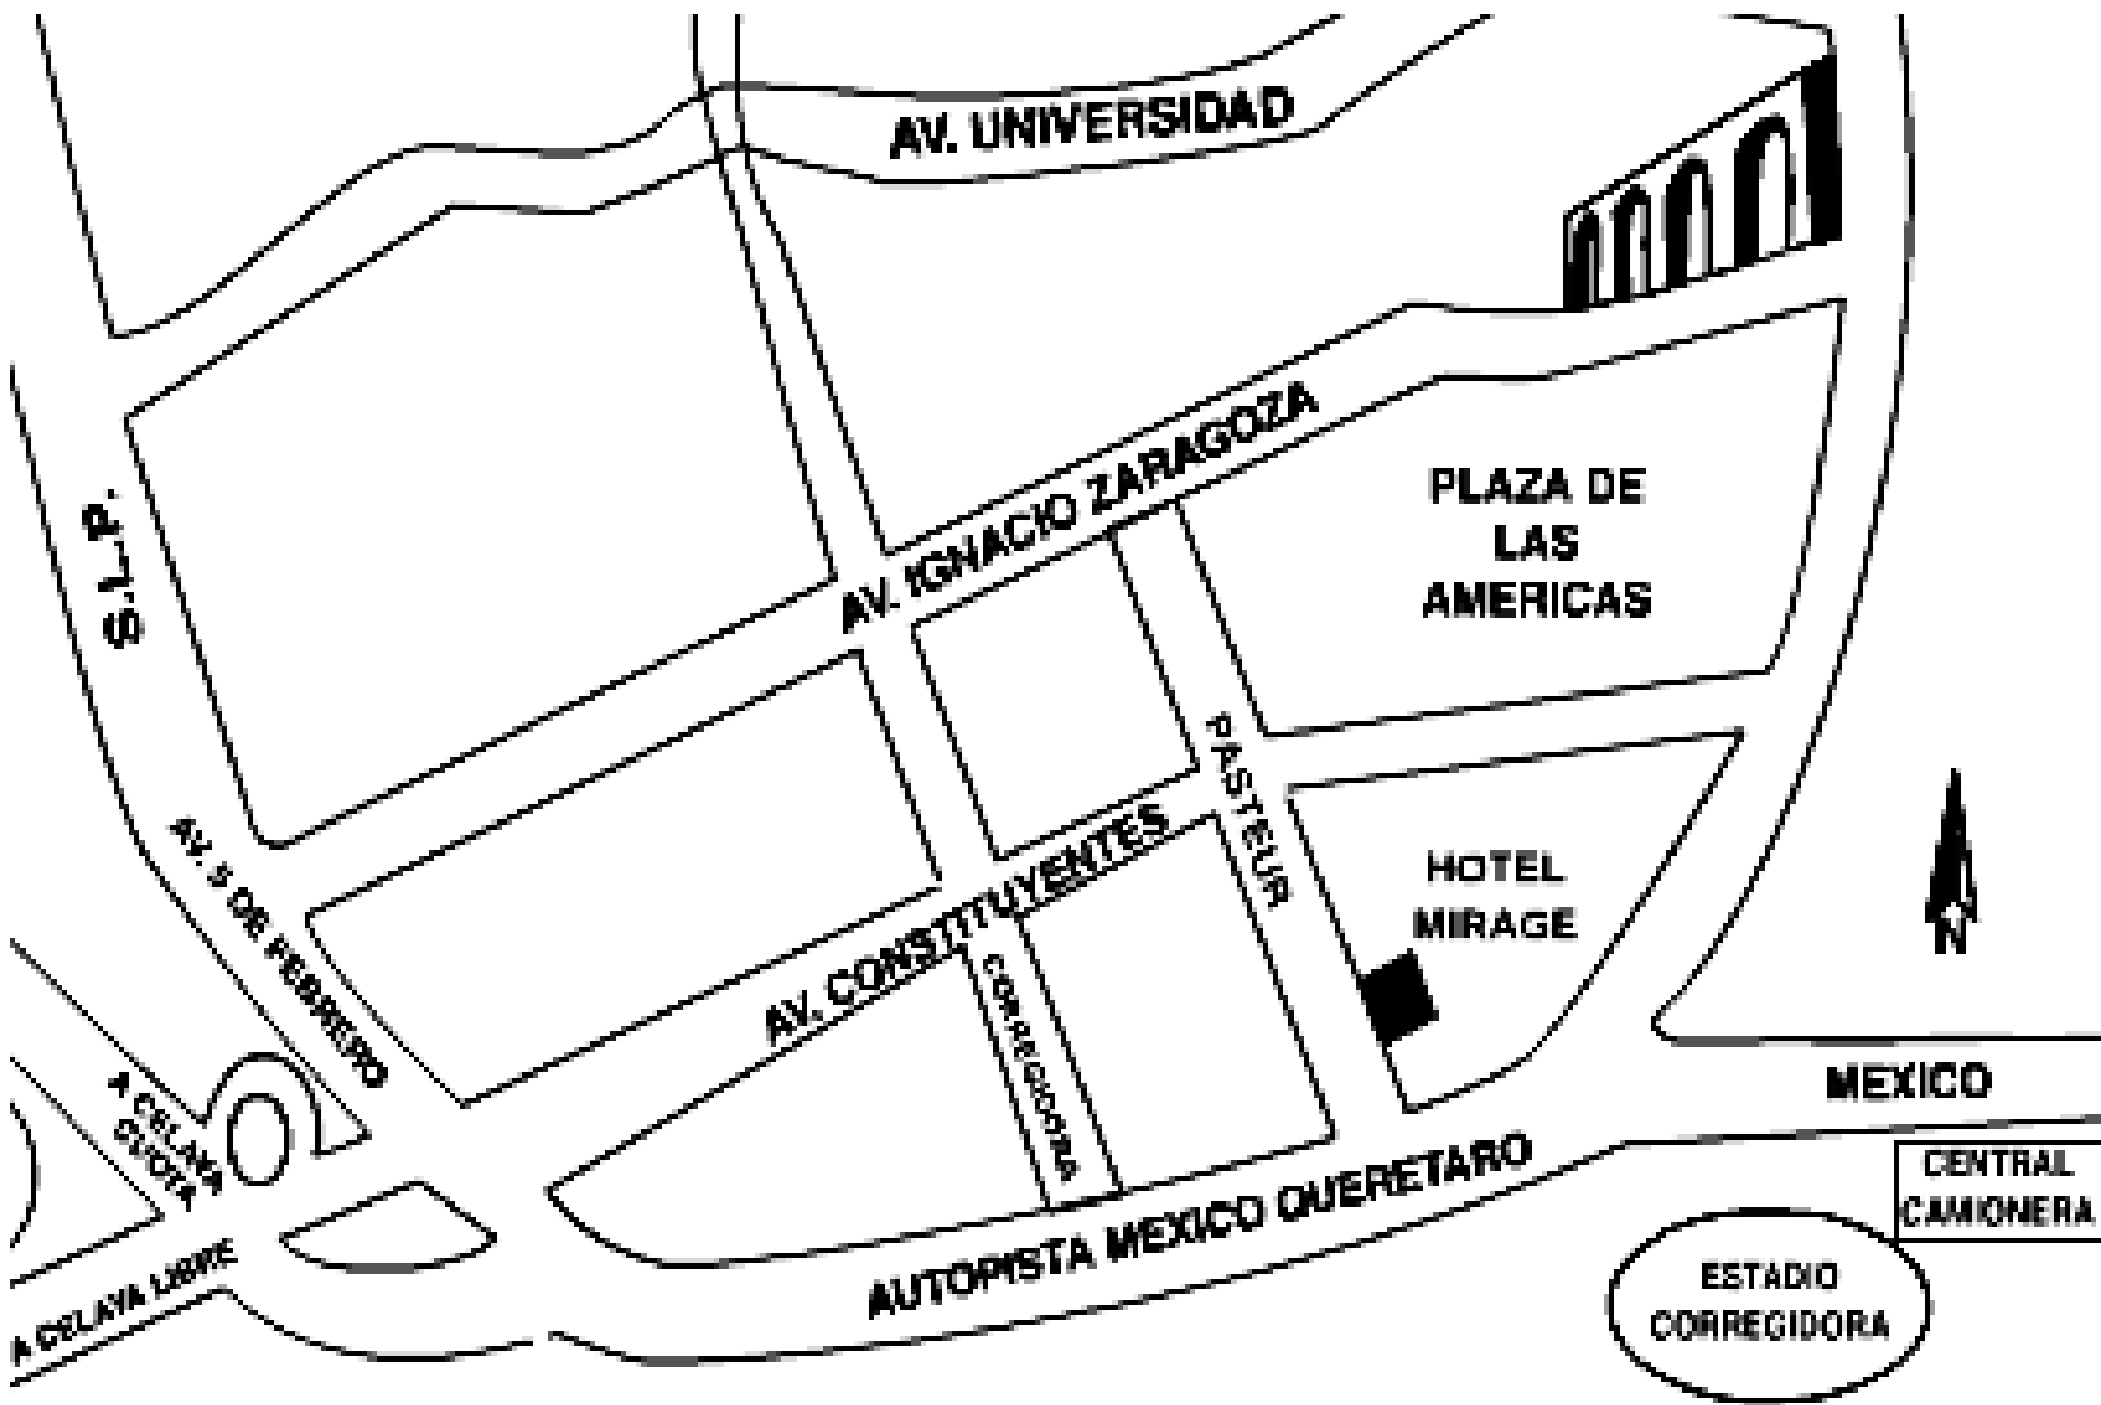 AV. UNIVERSIDAD
AV. IGNACIO ZARAGOZA
PLAZA DE
LAS
AMERICAS
S.L.P.
PASTEUR
AV. 5 DE FEBRERO
AV. CONSTITUYENTES
HOTEL
MIRAGE
N
CORREGIDORA
A CELAYA
CUOTA
MEXICO
AUTOPISTA MEXICO QUERETARO
CENTRAL
CAMIONERA
A CELAYA LIBRE
ESTADIO
CORREGIDORA